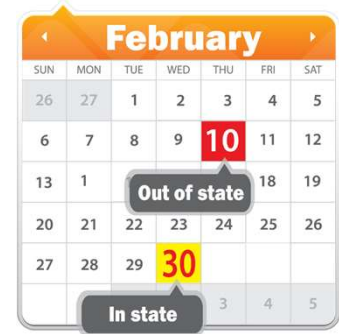 February
SUN MON TUE WED THU FRI SAT
26 27 1 2 3 4 5
6 7 8 9 10 11 12
13 1 18 19
Out of state
20 21 22 23 24 25 26
27 28 29 30
In state
3 4 5